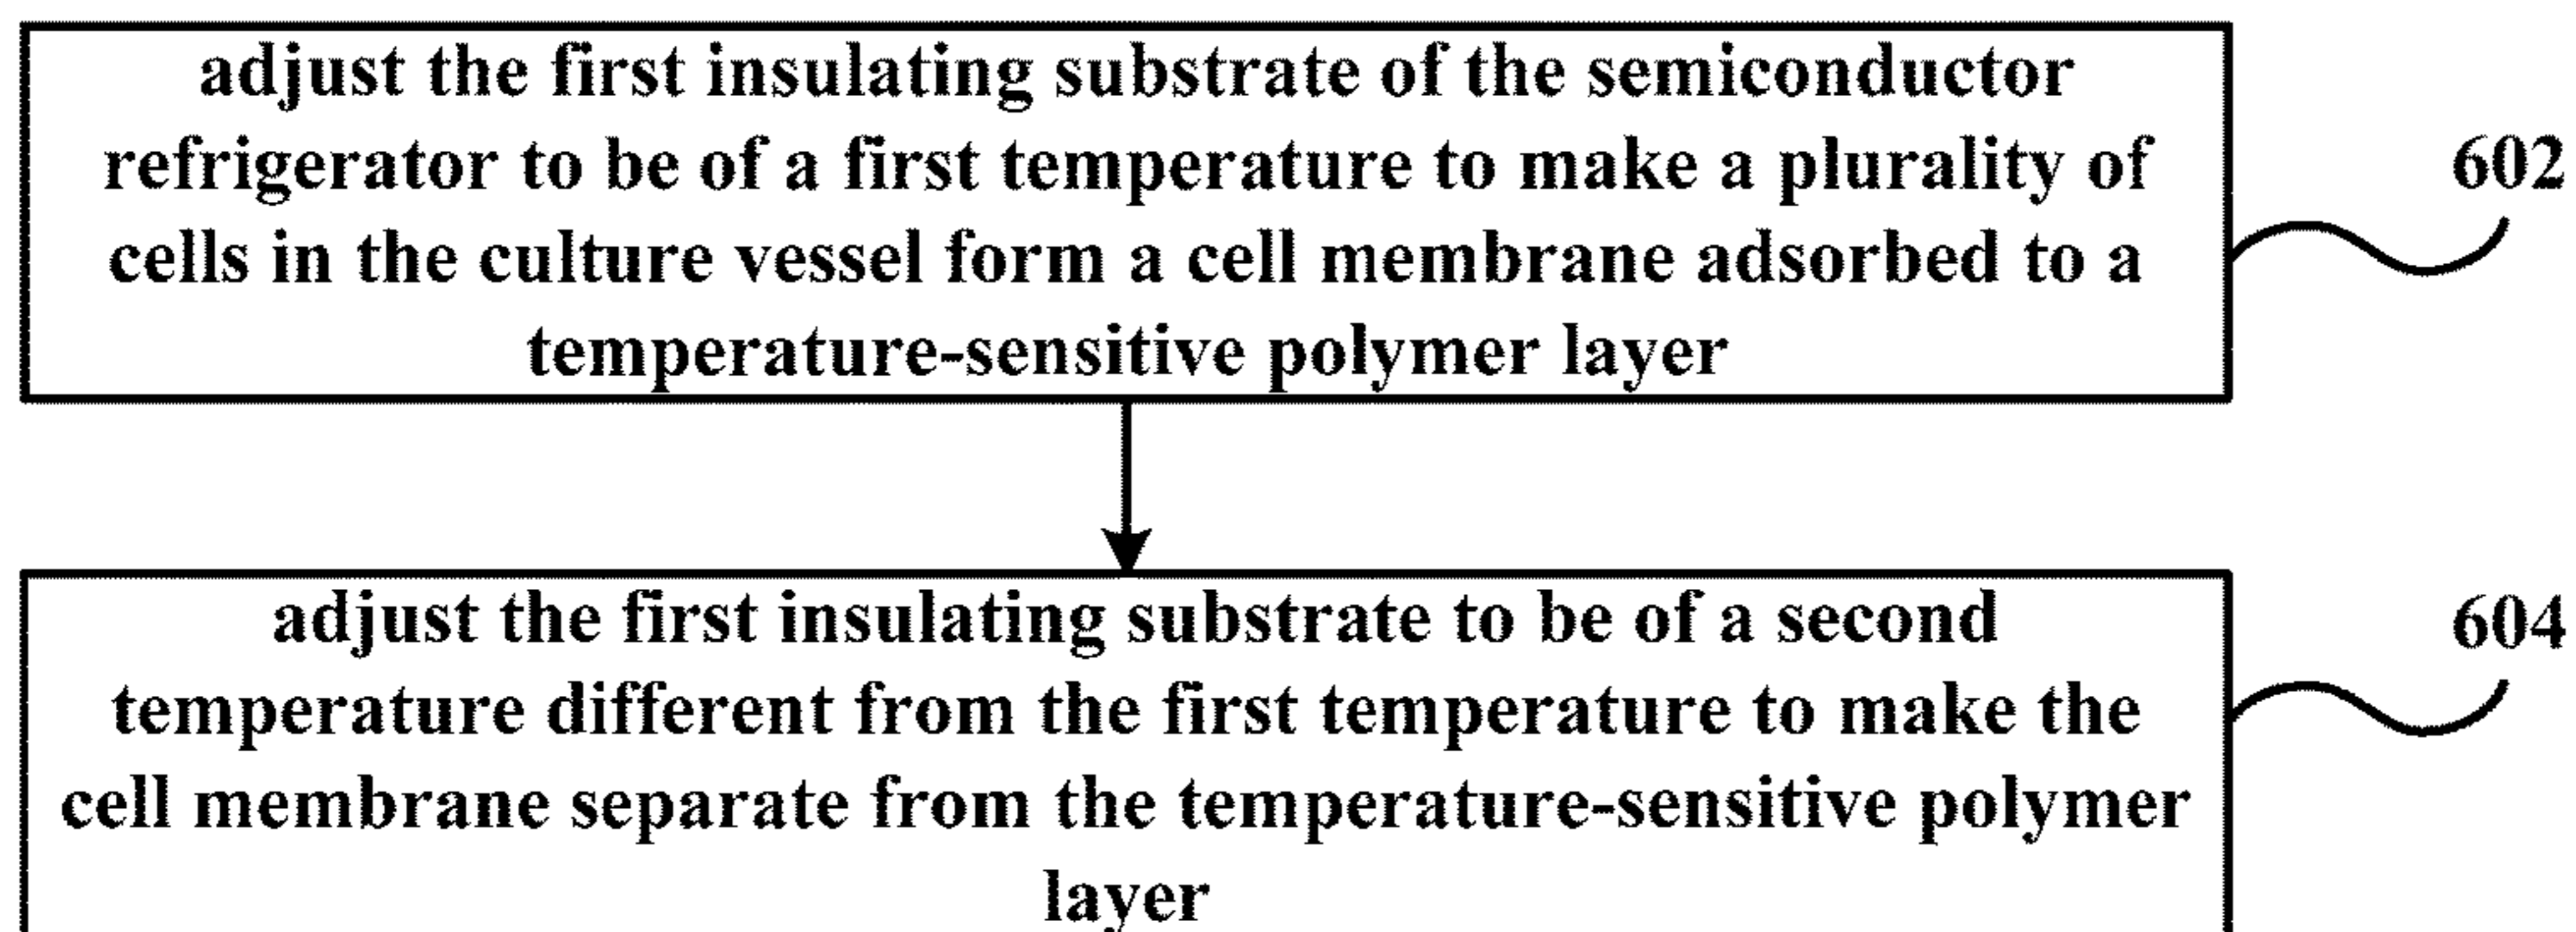 adjust the first insulating substrate of the semiconductor
refrigerator to be of a first temperature to make a plurality of
cells in the culture vessel form a cell membrane adsorbed to a
temperature-sensitive polymer layer
602
adjust the first insulating substrate to be of a second
temperature different from the first temperature to make the
cell membrane separate from the temperature-sensitive polymer
layer
604